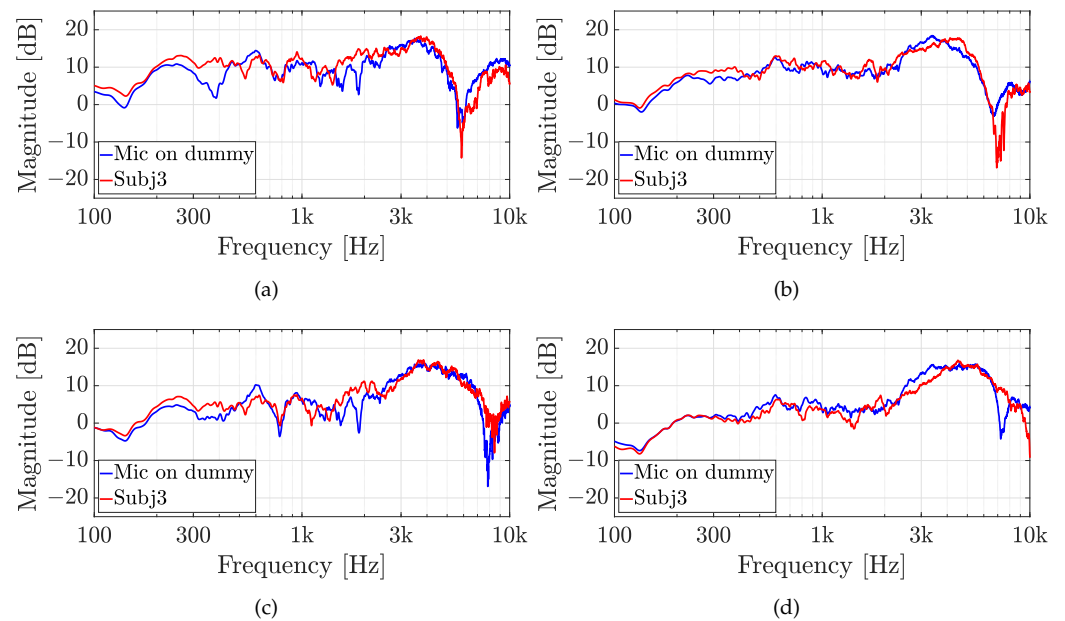 20
10
0
−10
−20
Magnitude [dB]
Mic on dummy
Subj3
100 300 1k 3k 10k
Frequency [Hz]
(a)
20
10
0
−10
−20
Magnitude [dB]
Mic on dummy
Subj3
100 300 1k 3k 10k
Frequency [Hz]
(b)
20
10
0
−10
−20
Magnitude [dB]
Mic on dummy
Subj3
100 300 1k 3k 10k
Frequency [Hz]
(c)
20
10
0
−10
−20
Magnitude [dB]
Mic on dummy
Subj3
100 300 1k 3k 10k
Frequency [Hz]
(d)